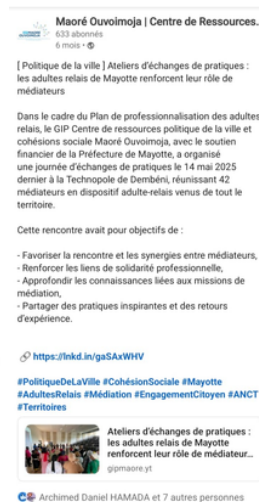 Maoré Ouvoimoja | Centre de Ressources...
633 abonnés
6 mois •
[ Politique de la ville ] Ateliers d'échanges de pratiques :
les adultes relais de Mayotte renforcent leur rôle de
médiateurs
Dans le cadre du Plan de professionnalisation des adultes
relais, le GIP Centre de ressources politique de la ville et
cohésions sociale Maoré Ouvoimoja, avec le soutien
financier de la Préfecture de Mayotte, a organisé
une journée d'échanges de pratiques le 14 mai 2025
dernier à la Technopole de Dembéni, réunissant 42
médiateurs en dispositif adulte-relais venus de tout le
territoire.
Cette rencontre avait pour objectifs de :
- Favoriser la rencontre et les synergies entre médiateurs,
- Renforcer les liens de solidarité professionnelle,
- Approfondir les connaissances liées aux missions de
médiation,
- Partager des pratiques inspirantes et des retours
d'expérience.
🔗 https://lnkd.in/gaSAxWHV
#PolitiqueDeLaVille #CohésionSociale #Mayotte
#AdultesRelais #Médiation #EngagementCitoyen #ANCT
#Territoires
Ateliers d'échanges de pratiques :
les adultes relais de Mayotte
renforcent leur rôle de médiateur...
gipmaore.yt
Archimed Daniel HAMADA et 7 autres personnes